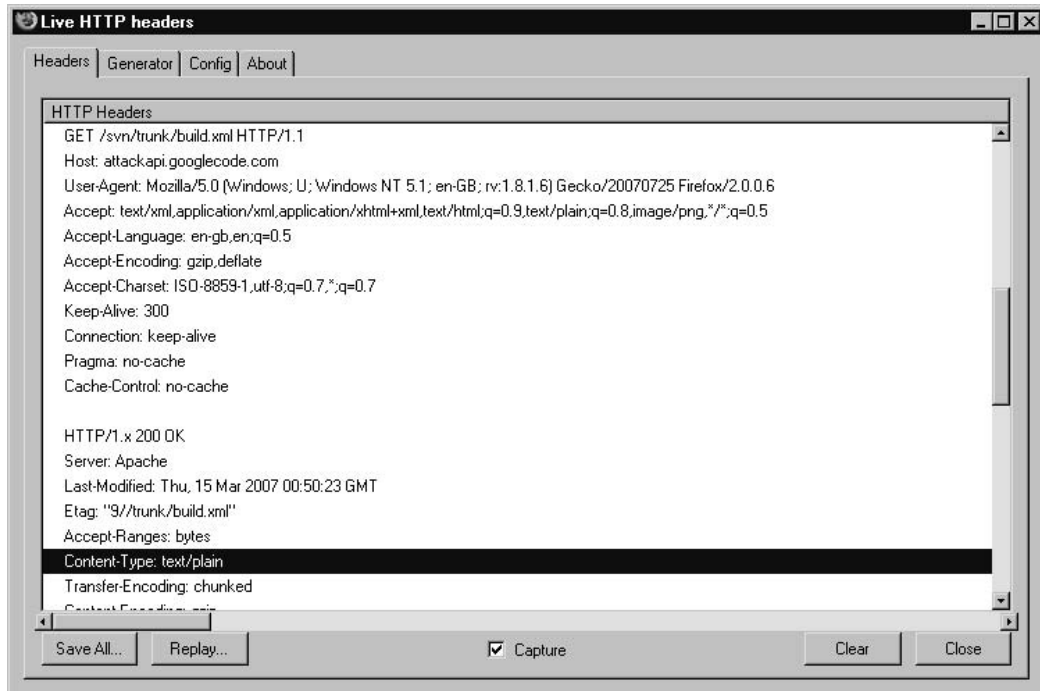 Live HTTP headers
Headers Generator Config About
HTTP Headers
GET /svn/trunk/build.xml HTTP/1.1
Host: attackapi.googlecode.com
User-Agent: Mozilla/5.0 (Windows; U; Windows NT 5.1; en-GB; rv:1.8.1.6) Gecko/20070725 Firefox/2.0.0.6
Accept: text/xml,application/xml,application/xhtml+xml,text/html;q=0.9,text/plain;q=0.8,image/png,*/*;q=0.5
Accept-Language: en-gb,en;q=0.5
Accept-Encoding: gzip,deflate
Accept-Charset: ISO-8859-1,utf-8;q=0.7,*;q=0.7
Keep-Alive: 300
Connection: keep-alive
Pragma: no-cache
Cache-Control: no-cache
HTTP/1.x 200 OK
Server: Apache
Last-Modified: Thu, 15 Mar 2007 00:50:23 GMT
Etag: "9//trunk/build.xml"
Accept-Ranges: bytes
Content-Type: text/plain
Transfer-Encoding: chunked
Content-Encoding: gzip
Save All... Replay... Capture Clear Close